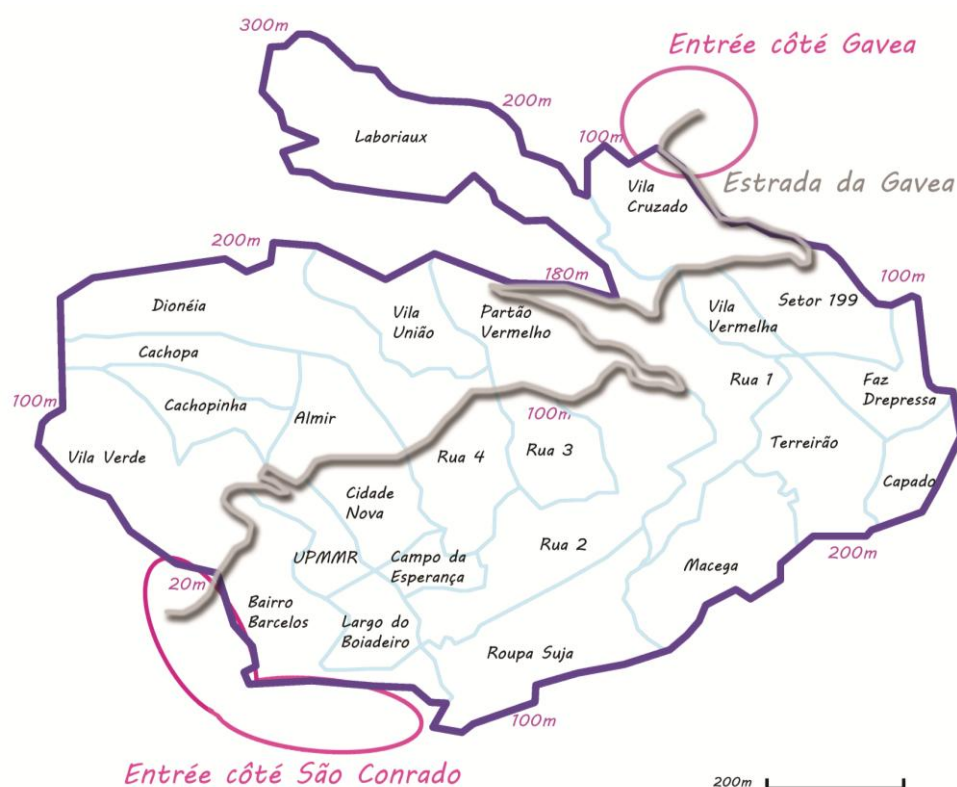 300m
Entrée côté Gavea
200m
100m
Laboriaux
Estrada da Gavea
Vila
Cruzado
200m
180m
100m
Dionéia
Vila
União
Partão
Vermelho
Vila
Vermelha
Setor 199
Cachopa
Rua 1
Faz
Drepressa
100m
Cachopinha
Almir
100m
Vila Verde
Rua 4
Rua 3
Terreirão
Capado
Cidade
Nova
UPMMR
Campo da
Esperança
Rua 2
200m
Macega
20m
Bairro
Barcelos
Largo do
Boiadeiro
Roupa Suja
100m
Entrée côté São Conrado
200m